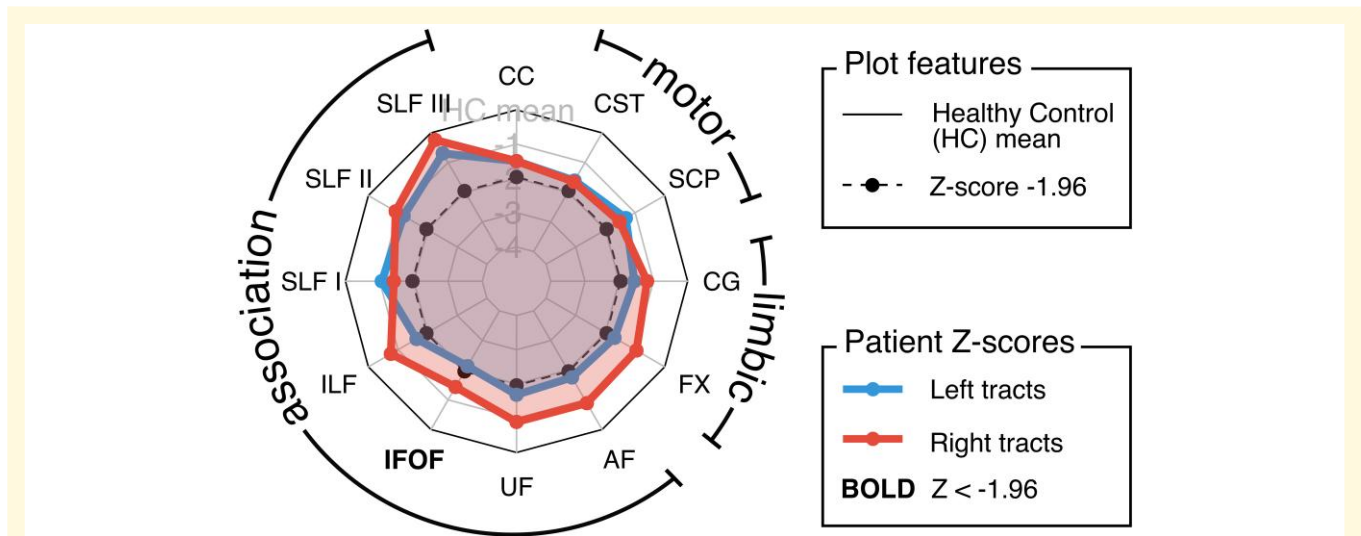 CC
SLF III
HC mean
CST
motor
-1
SLF II
2
SCP
-3
-4
SLF I
CG
association
limbic
ILF
FX
IFOF
AF
UF
Plot features
Healthy Control
(HC) mean
Z-score -1.96
Patient Z-scores
Left tracts
Right tracts
BOLD Z < -1.96